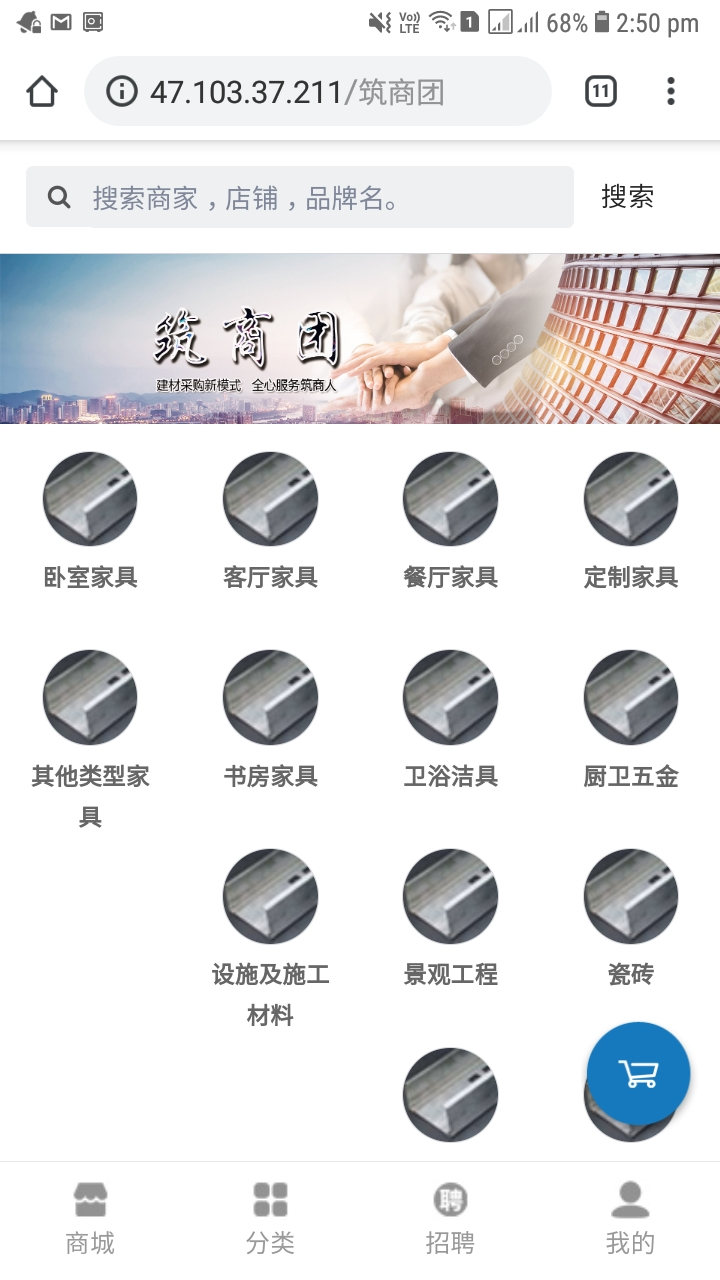 Vo))
LTE
1
68%
2:50 pm
47.103.37.211/筑商团
11
搜索商家，店铺，品牌名。
搜索
筑商团
建材采购新模式 全心服务筑商人
卧室家具
客厅家具
餐厅家具
定制家具
其他类型家
具
书房家具
卫浴洁具
厨卫五金
设施及施工
材料
景观工程
瓷砖
聘
商城
分类
招聘
我的